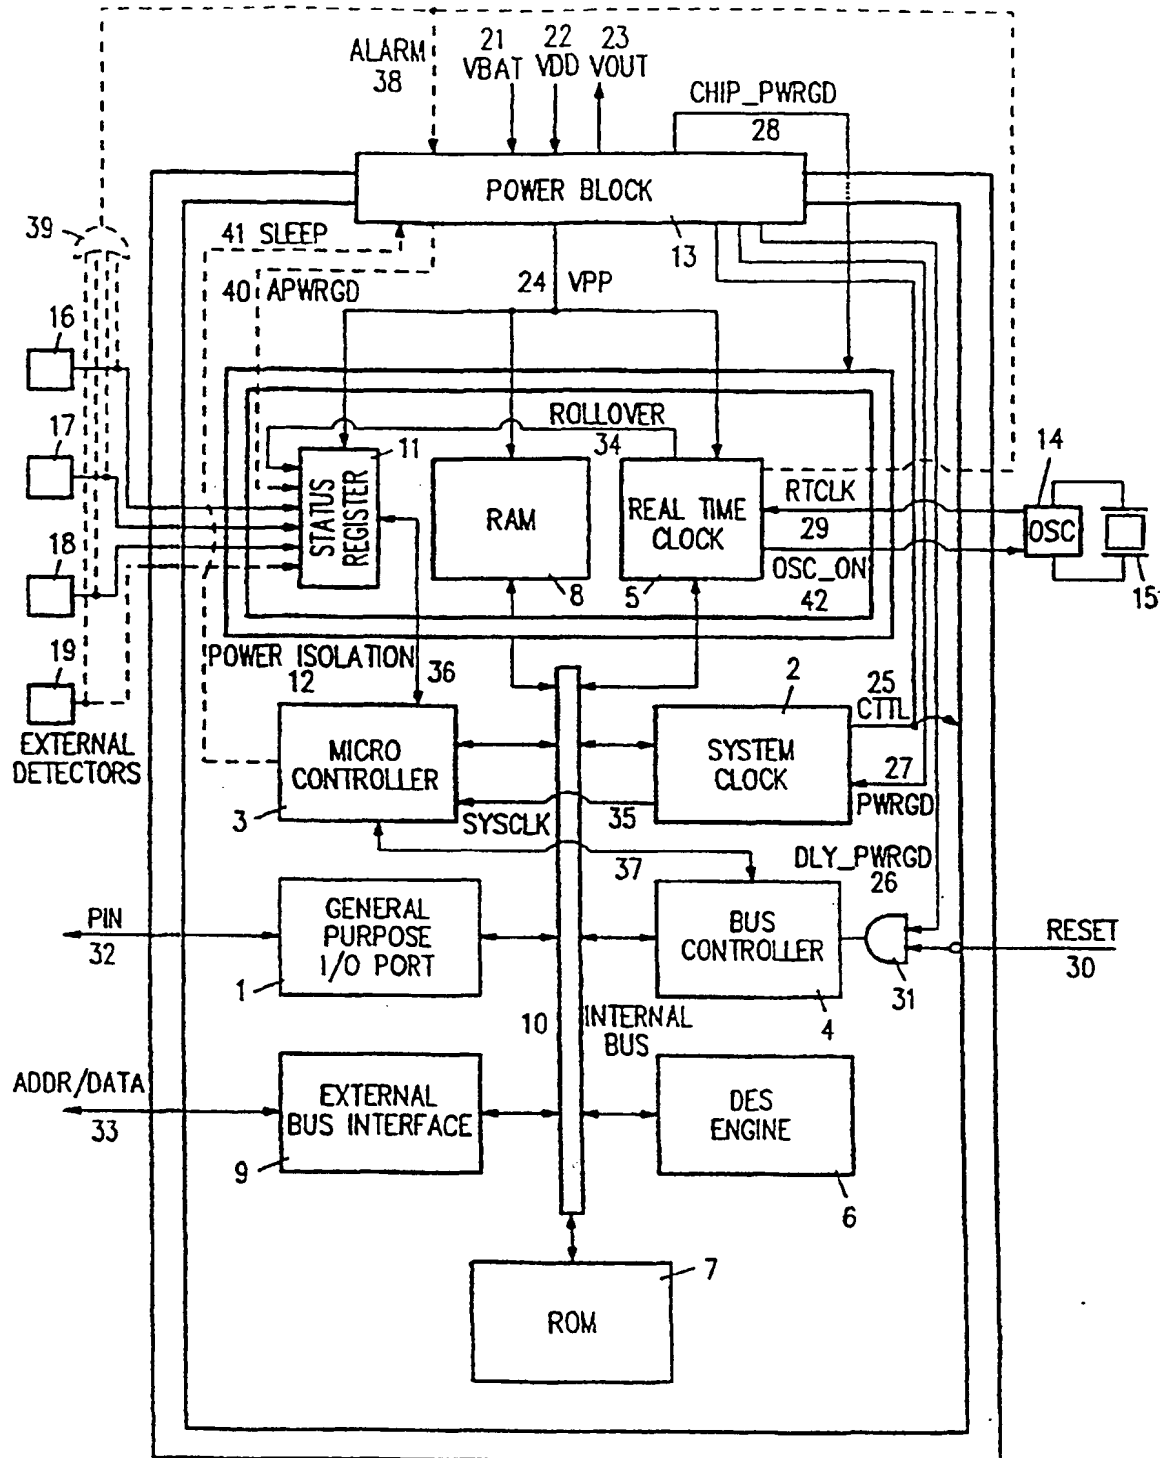 ALARM
38
21
VBAT
22
VDD
23
VOUT
CHIP_PWRGD
28
POWER BLOCK
13
39
41 SLEEP
40 APWRGD
24 VPP
16
17
18
19
EXTERNAL
DETECTORS
ROLLOVER
34
11
STATUS
REGISTER
RAM
8
REAL TIME
CLOCK
5
RTCLK
29
OSC_ON
42
14
OSC
15
POWER ISOLATION
12
36
MICRO
CONTROLLER
3
2
SYSTEM
CLOCK
25
CTTL
27
PWRGD
SYSCLK
35
37
DLY_PWRGD
26
PIN
32
GENERAL
PURPOSE
I/O PORT
1
BUS
CONTROLLER
4
31
RESET
30
10
INTERNAL
BUS
ADDR/DATA
33
EXTERNAL
BUS INTERFACE
9
DES
ENGINE
6
7
ROM